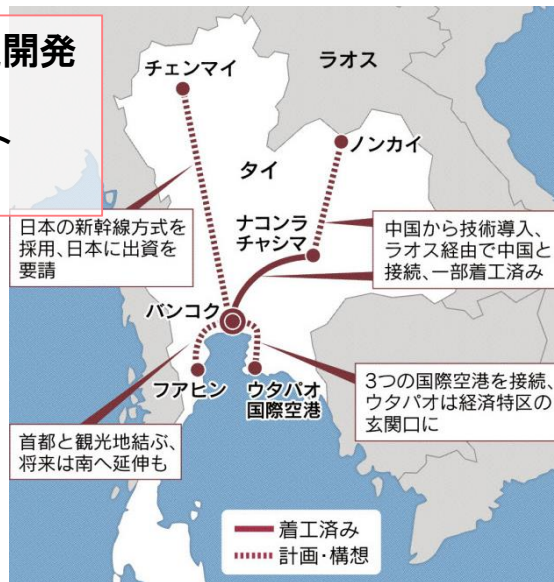 開発
ラオス
チェンマイ
ノンカイ
タイ
ナコンラ
チャシマ
日本の新幹線方式を
採用、日本に出資を
要請
中国から技術導入、
ラオス経由で中国と
接続、一部着工済み
バンコク
フアヒン
ウタパオ
国際空港
3つの国際空港を接続、
ウタパオは経済特区の
玄関口に
首都と観光地結ぶ、
将来は南へ延伸も
着工済み
計画・構想